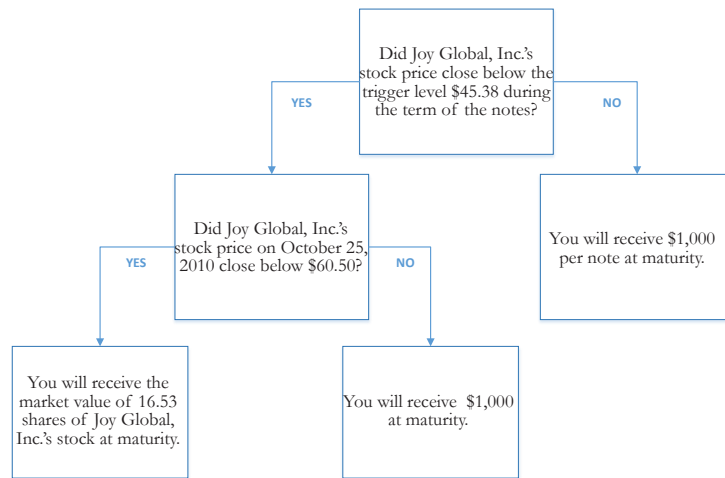 Did Joy Global, Inc.'s
stock price close below the
trigger level $45.38 during
the term of the notes?
YES
NO
Did Joy Global, Inc.'s
stock price on October 25,
2010 close below $60.50?
You will receive $1,000
per note at maturity.
YES
NO
You will receive the
market value of 16.53
shares of Joy Global,
Inc.'s stock at maturity.
You will receive $1,000
at maturity.